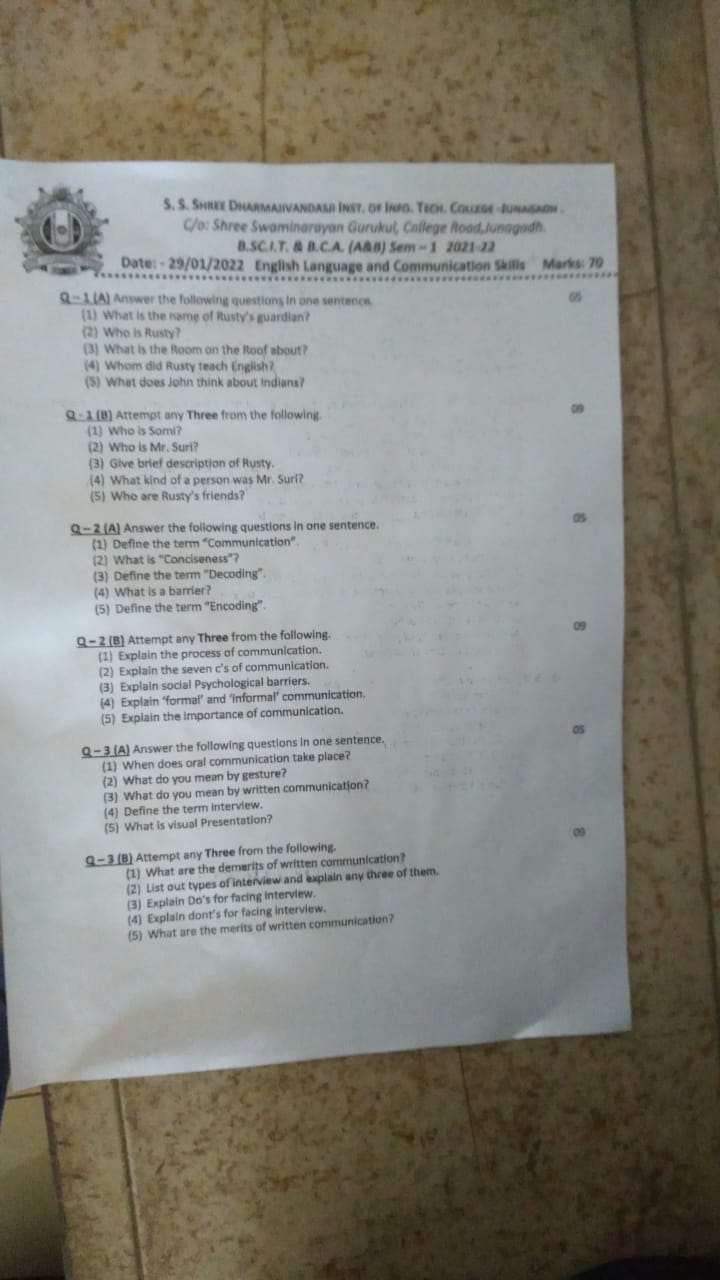 S. S. SHREE DHARMAJIVANDASJI INST. OF INFO. TECH. COLLEGE -JUNAGADH .
C/o: Shree Swaminarayan Gurukul, College Road,Junagadh.
B.SC.I.T. & B.C.A. (A&B) Sem – 1 2021-22
Date: - 29/01/2022 English Language and Communication Skills Marks: 70
Q – 1 (A) Answer the following questions in one sentence. 05
(1) What is the name of Rusty's guardian?
(2) Who is Rusty?
(3) What is the Room on the Roof about?
(4) Whom did Rusty teach English?
(5) What does John think about Indians?
Q - 1 (B) Attempt any Three from the following. 09
(1) Who is Somi?
(2) Who is Mr. Suri?
(3) Give brief description of Rusty.
(4) What kind of a person was Mr. Suri?
(5) Who are Rusty's friends?
Q – 2 (A) Answer the following questions in one sentence. 05
(1) Define the term “Communication”.
(2) What is “Conciseness”?
(3) Define the term “Decoding”.
(4) What is a barrier?
(5) Define the term “Encoding”.
Q – 2 (B) Attempt any Three from the following. 09
(1) Explain the process of communication.
(2) Explain the seven c's of communication.
(3) Explain social Psychological barriers.
(4) Explain ‘formal’ and ‘informal’ communication.
(5) Explain the importance of communication.
Q – 3 (A) Answer the following questions in one sentence. 05
(1) When does oral communication take place?
(2) What do you mean by gesture?
(3) What do you mean by written communication?
(4) Define the term Interview.
(5) What is visual Presentation?
Q – 3 (B) Attempt any Three from the following. 09
(1) What are the demerits of written communication?
(2) List out types of interview and explain any three of them.
(3) Explain Do's for facing interview.
(4) Explain dont's for facing interview.
(5) What are the merits of written communication?